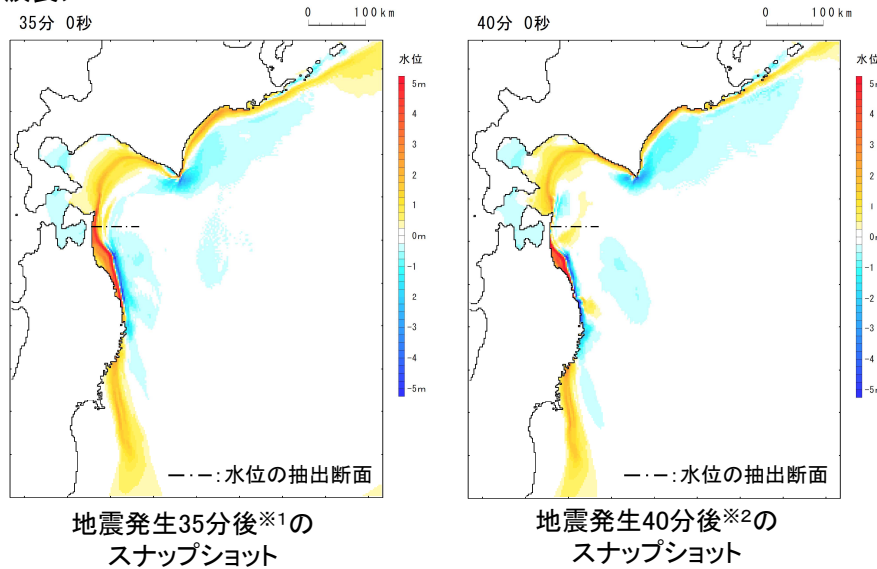 35分 0秒
0 100km
水位
5m
4
3
2
1
0m
-1
-2
-3
-4
-5m
—・—:水位の抽出断面
地震発生35分後※1の
スナップショット
40分 0秒
0 100km
水位
5m
4
3
2
1
0m
-1
-2
-3
-4
—・—:水位の抽出断面
地震発生40分後※2の
スナップショット